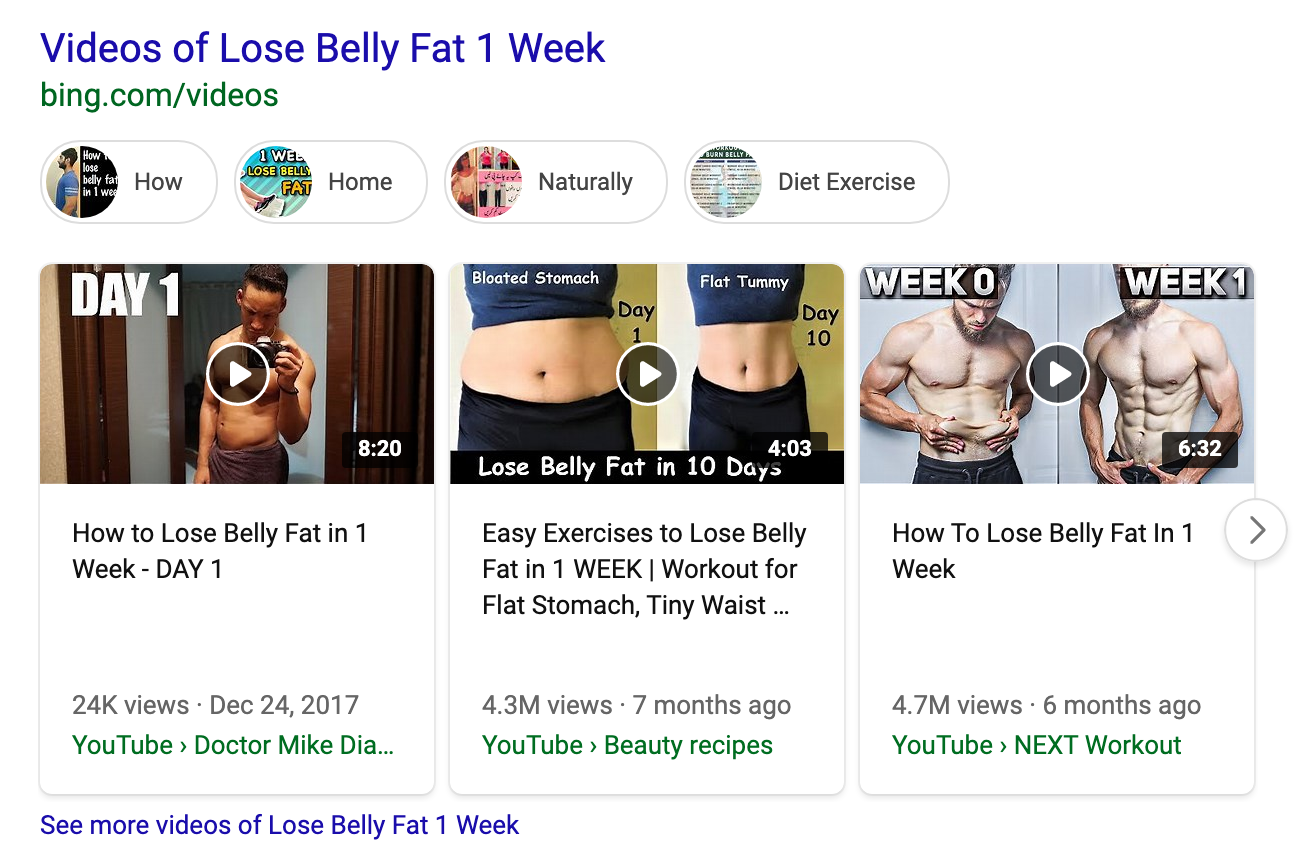 Videos of Lose Belly Fat 1 Week
bing.com/videos
How
lose
belly fat
in 1 wee
How
1 WEE
LOSE BELLY
FAT
Home
Naturally
BURN BELLY
Diet Exercise
DAY 1
8:20
Bloated Stomach
Flat Tummy
Day
1
Day
10
4:03
Lose Belly Fat in 10 Days
WEEK 0
WEEK 1
6:32
How to Lose Belly Fat in 1
Week - DAY 1
24K views · Dec 24, 2017
YouTube › Doctor Mike Dia...
Easy Exercises to Lose Belly
Fat in 1 WEEK | Workout for
Flat Stomach, Tiny Waist ...
4.3M views · 7 months ago
YouTube › Beauty recipes
How To Lose Belly Fat In 1
Week
4.7M views · 6 months ago
YouTube › NEXT Workout
See more videos of Lose Belly Fat 1 Week